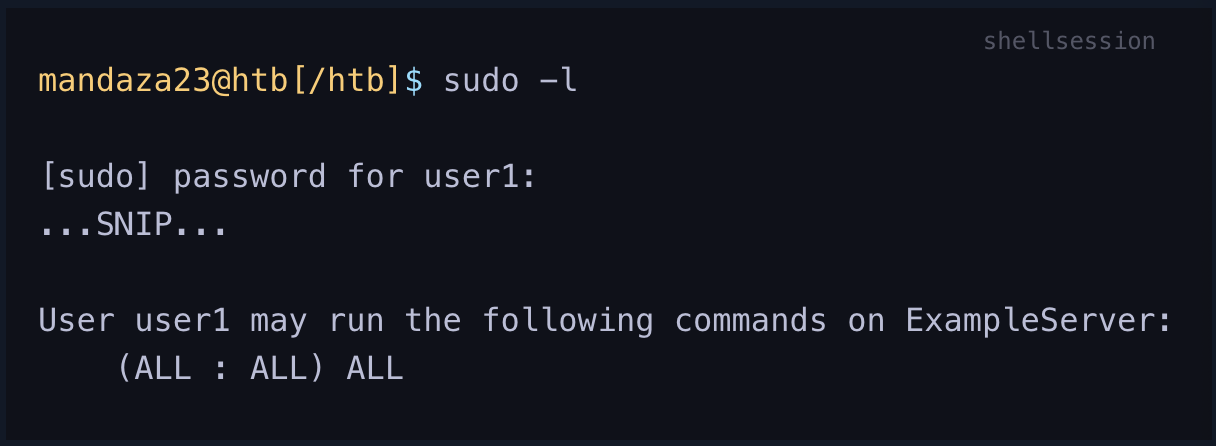 shellsession
mandaza23@htb[/htb]$ sudo -l
[sudo] password for user1:
...SNIP...
User user1 may run the following commands on ExampleServer:
    (ALL : ALL) ALL